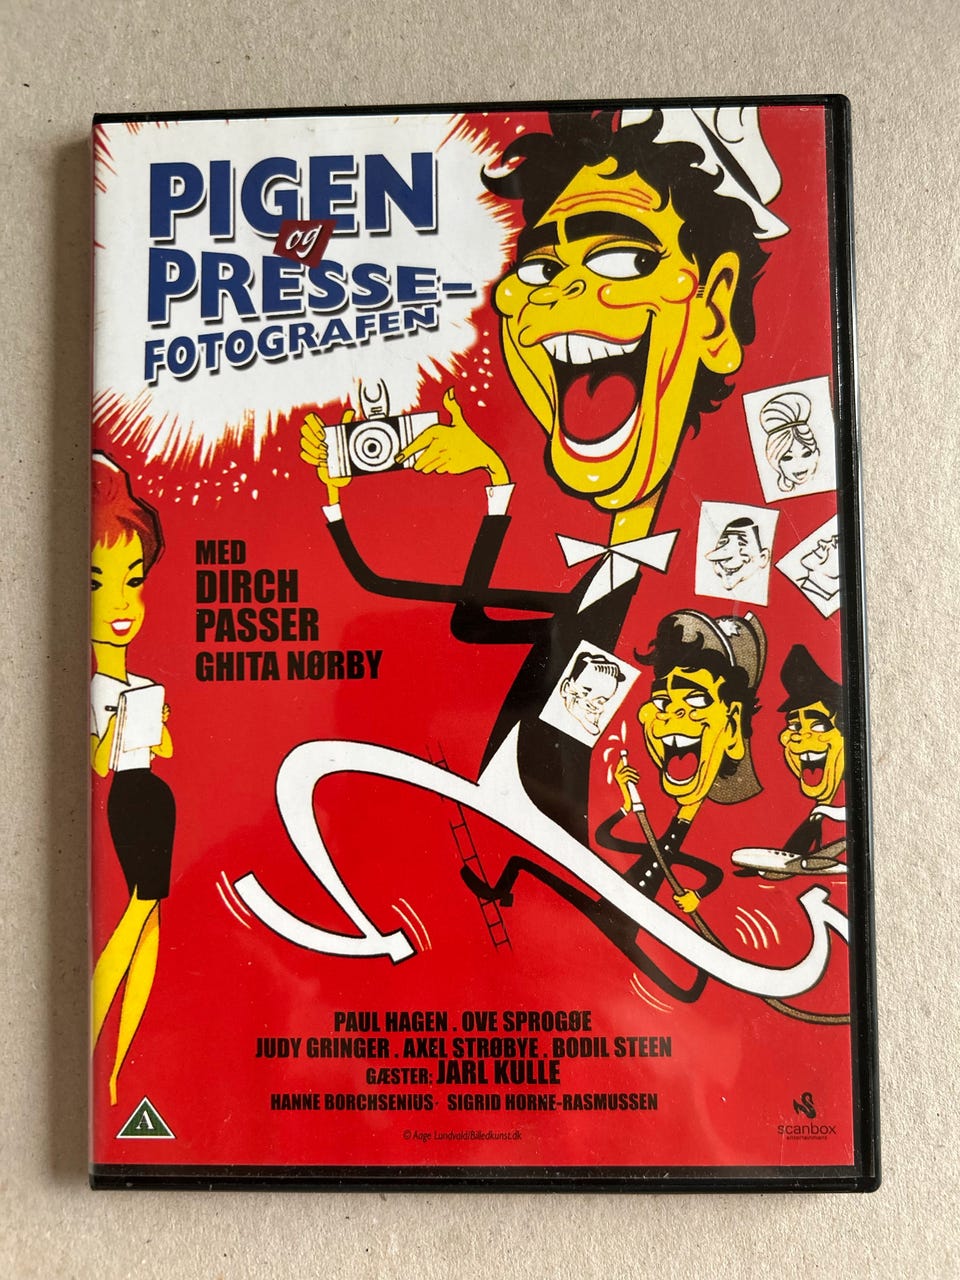 PIGEN
og
PRESSE-
FOTOGRAFEN
MED
DIRCH
PASSER
GHITA NØRBY
PAUL HAGEN . OVE SPROGØE
JUDY GRINGER . AXEL STRØBYE . BODIL STEEN
GÆSTER: JARL KULLE
HANNE BORCHSENIUS · SIGRID HORNE-RASMUSSEN
A
© Aage Lundvald/Billedkunst.dk
scanbox
entertainment